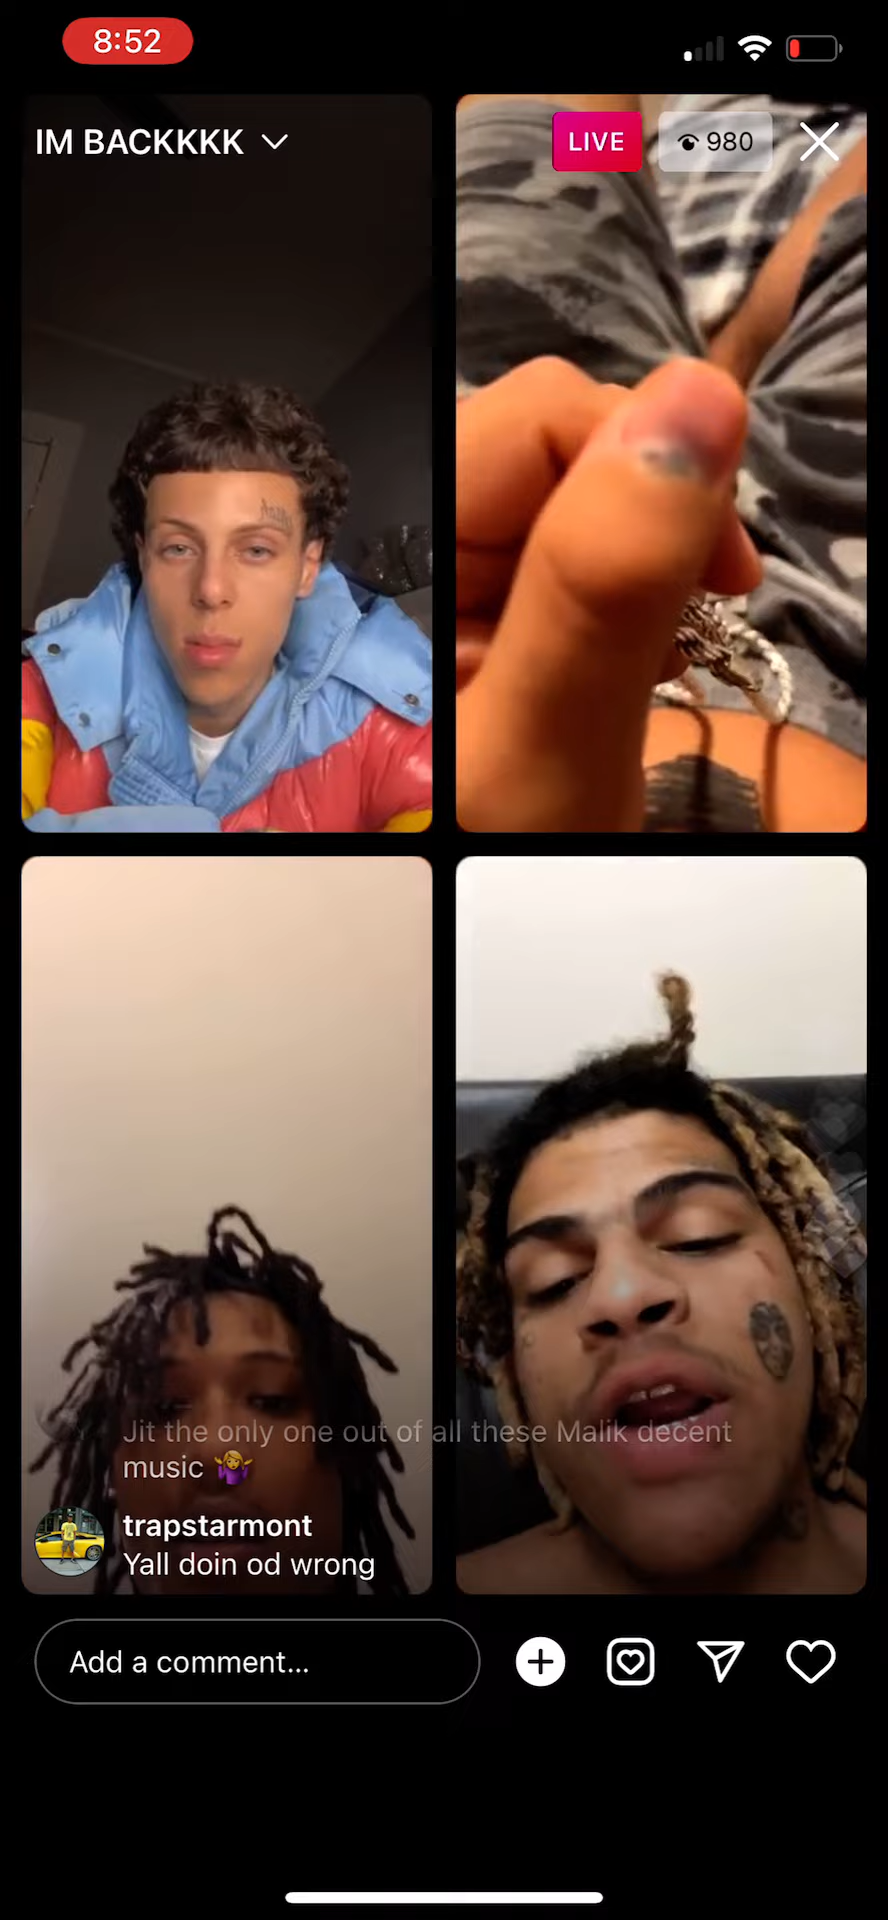 8:52
IM BACKKKK
LIVE
980
Jit the only one out of all these Malik decent
music 🤷‍♀️
trapstarmont
Yall doin od wrong
Add a comment...